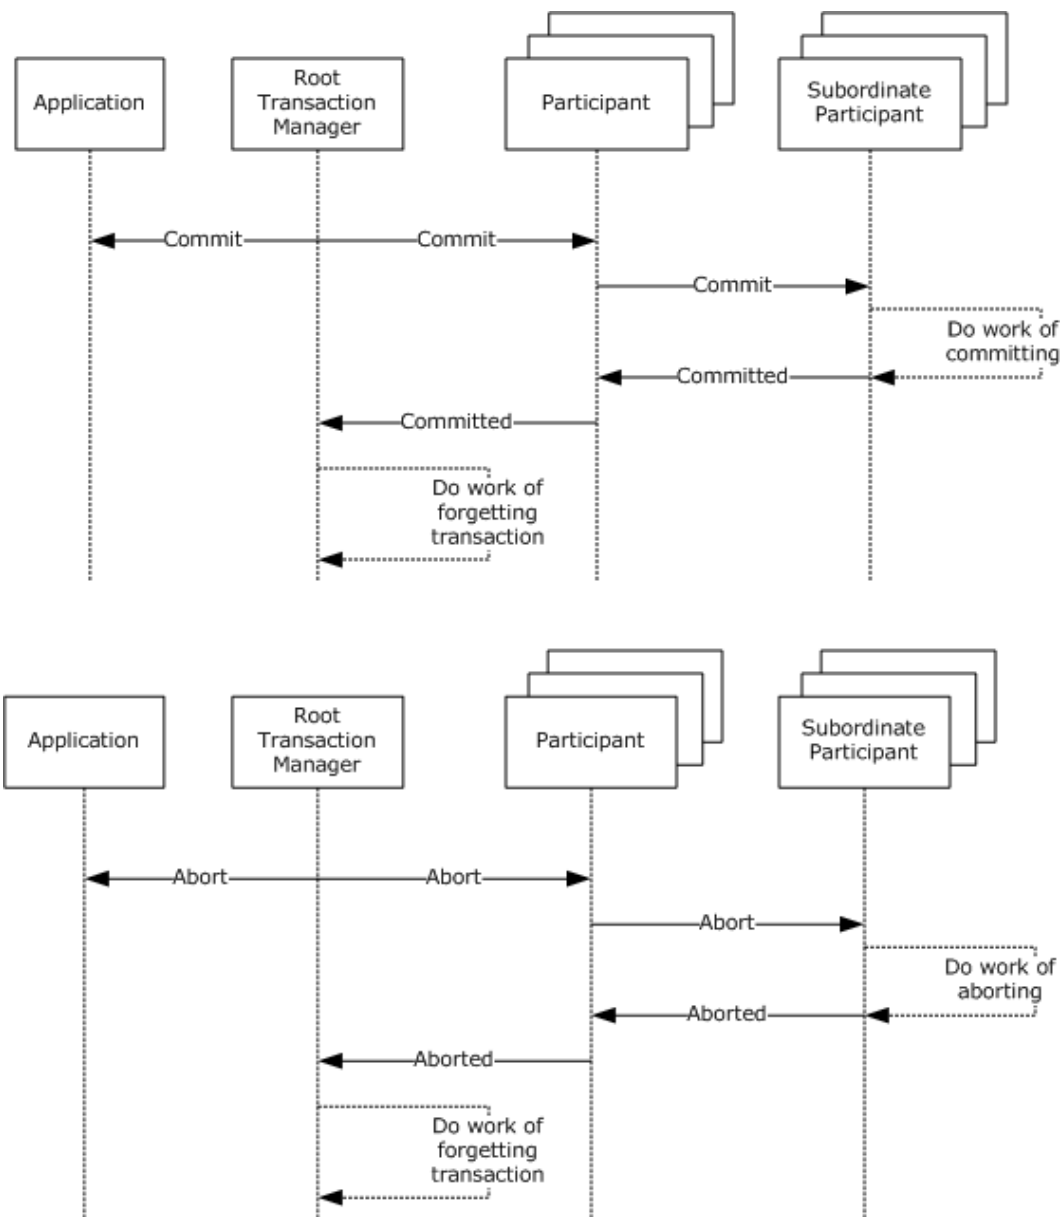 Application
Root
Transaction
Manager
Participant
Subordinate
Participant
Commit
Commit
Commit
Do work of
committing
Committed
Committed
Do work of
forgetting
transaction
Application
Root
Transaction
Manager
Participant
Subordinate
Participant
Abort
Abort
Abort
Do work of
aborting
Aborted
Aborted
Do work of
forgetting
transaction